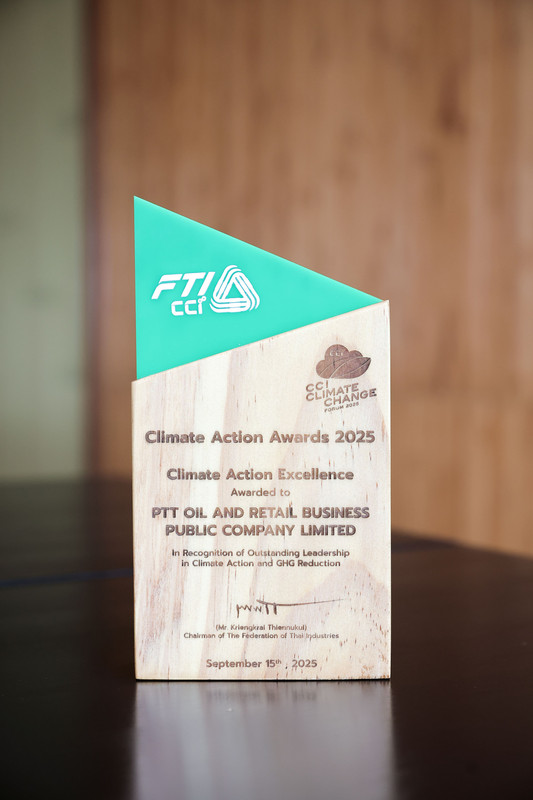 FTI
CCI
CCI
CLIMATE
CHANGE
FORUM 2025
Climate Action Awards 2025
Climate Action Excellence
Awarded to
PTT OIL AND RETAIL BUSINESS
PUBLIC COMPANY LIMITED
In Recognition of Outstanding Leadership
in Climate Action and GHG Reduction
(Mr. Kriengkrai Thiennukul)
Chairman of The Federation of Thai Industries
September 15th , 2025